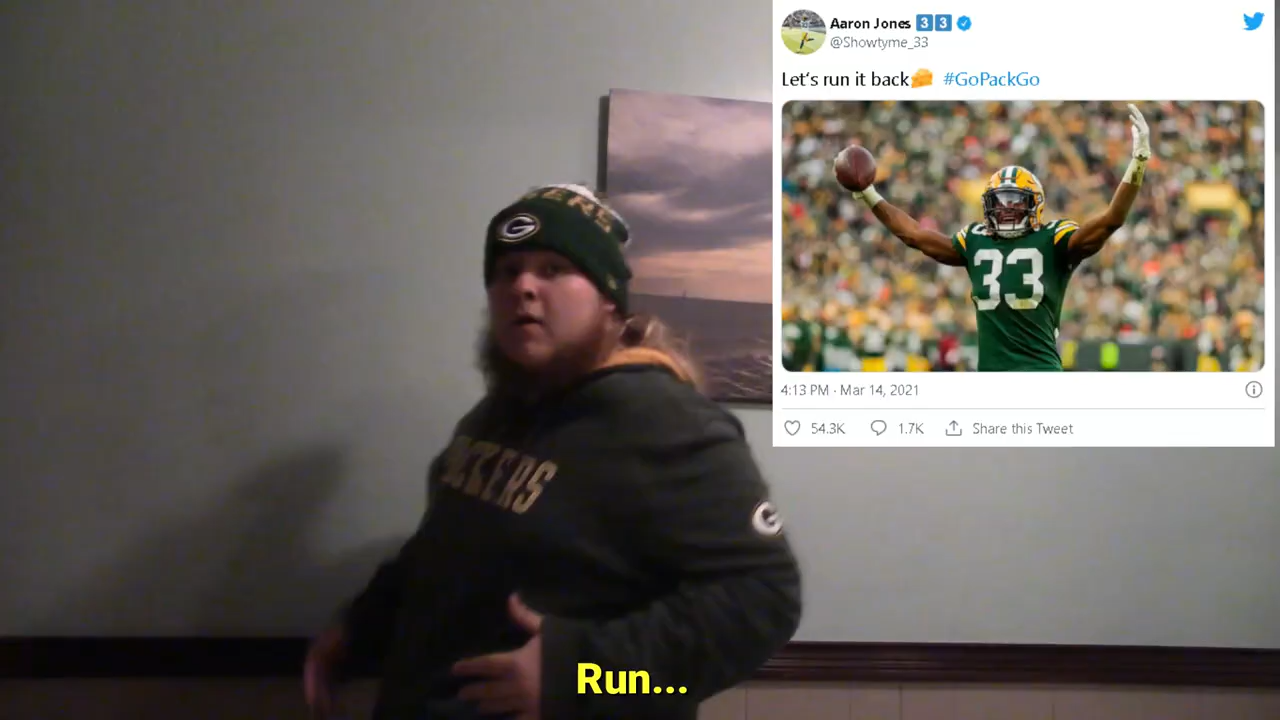 Aaron Jones 3️⃣3️⃣
@Showtyme_33
Let's run it back🧀 #GoPackGo
33
4:13 PM · Mar 14, 2021
54.3K 1.7K Share this Tweet
G
PACKERS
G
Run...